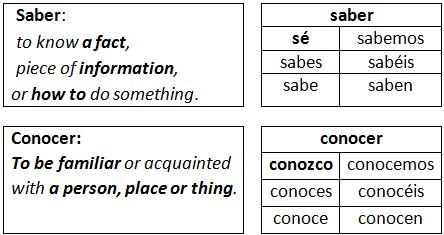 Saber:
to know a fact,
piece of information,
or how to do something.
saber
sé sabemos
sabes sabéis
sabe saben
Conocer:
To be familiar or acquainted
with a person, place or thing.
conocer
conozco conocemos
conoces conocéis
conoce conocen